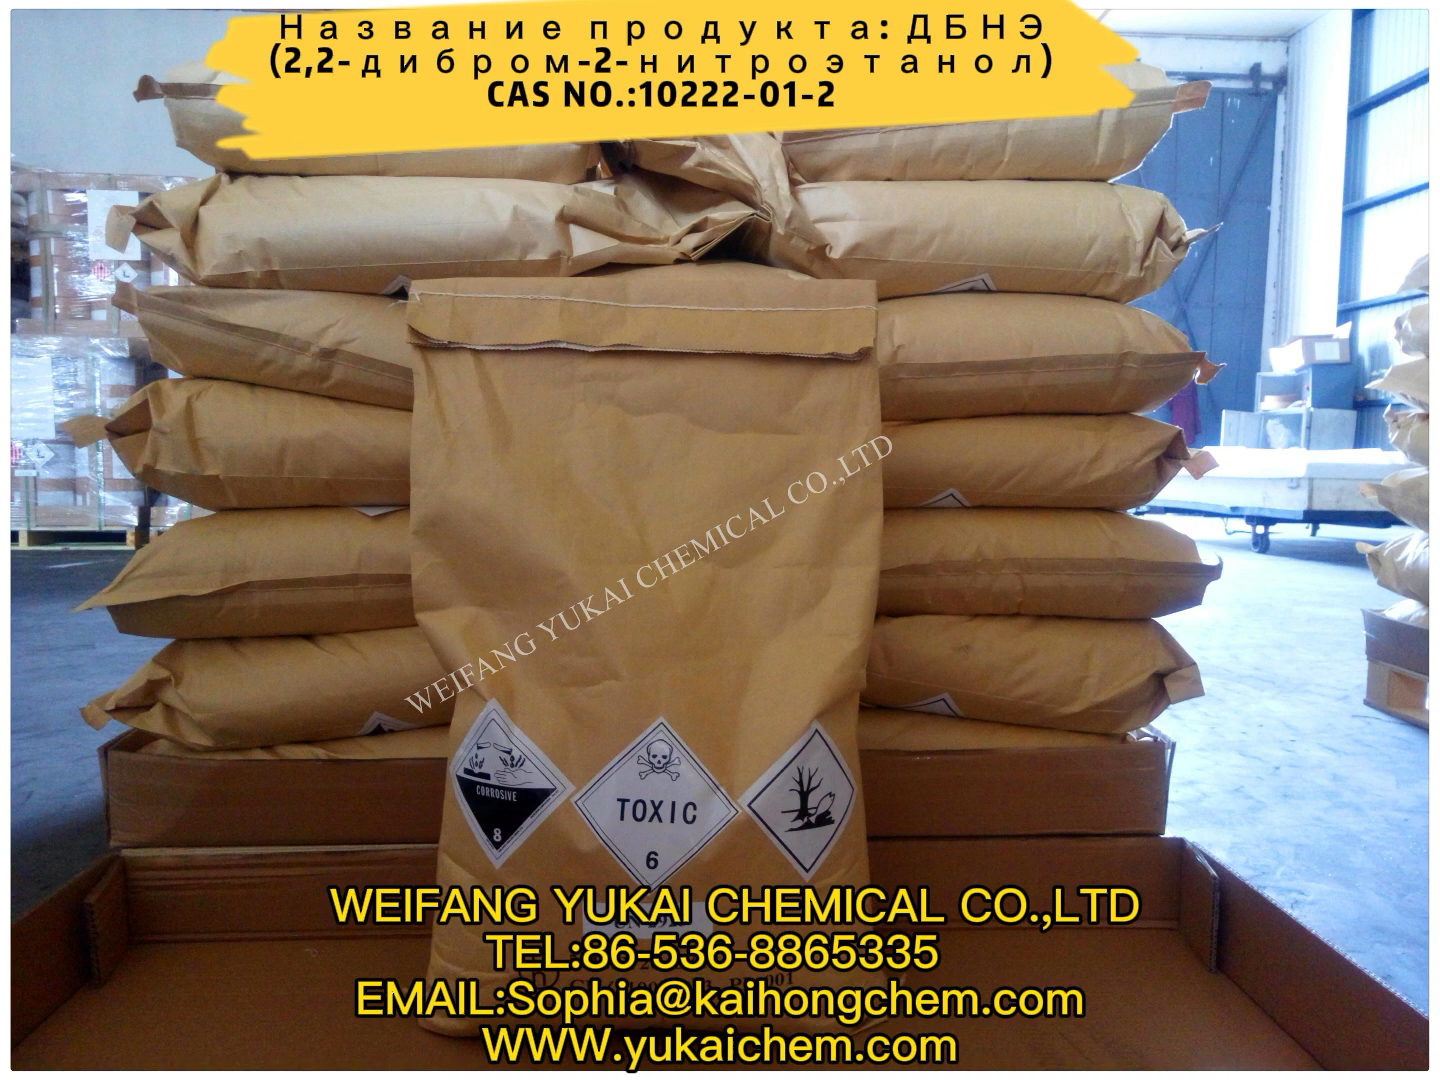 Название продукта: ДБНЭ
(2,2-дибром-2-нитроэтанол)
CAS NO.:10222-01-2
WEIFANG YUKAI CHEMICAL CO.,LTD
CORROSIVE
8
TOXIC
6
WEIFANG YUKAI CHEMICAL CO.,LTD
TEL:86-536-8865335
EMAIL:Sophia@kaihongchem.com
WWW.yukaichem.com